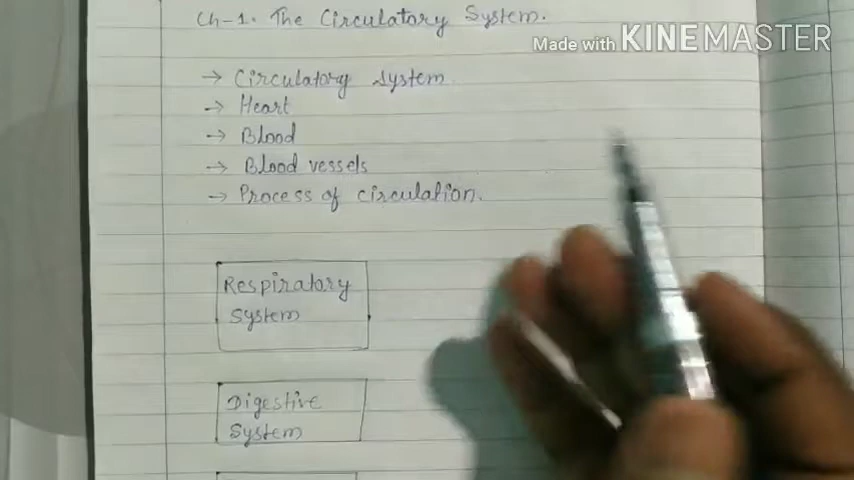 Ch-1. The Circulatory System.
Made with KINEMASTER
→ Circulatory System.
→ Heart
→ Blood
→ Blood vessels
→ Process of circulation.
Respiratory
System
Digestive
System